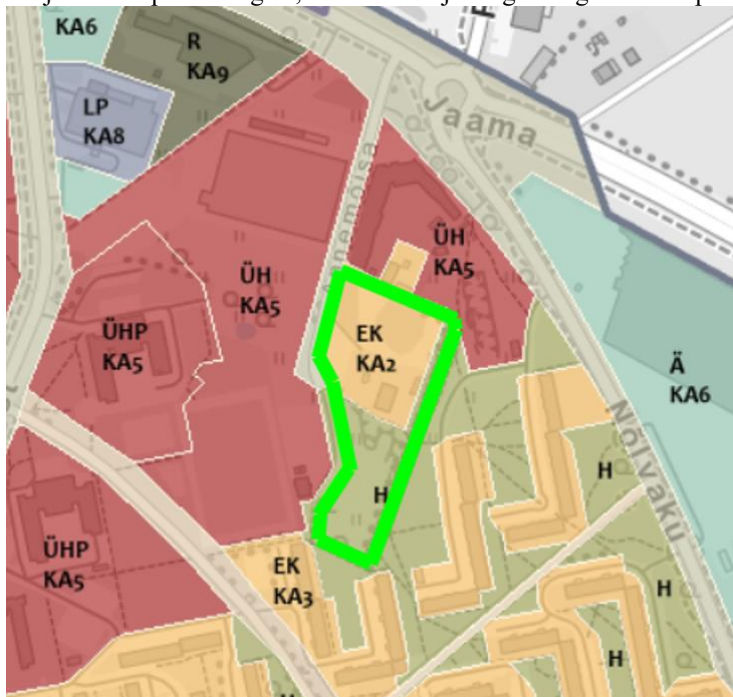 KA6
R
KA9
LP
KA8
Jaama
ÜH
KA5
ÜH
KA5
EK
KA2
ÜHP
KA5
Ä
KA6
Nõlvaku
H
H
ÜHP
KA5
EK
KA3
H
H